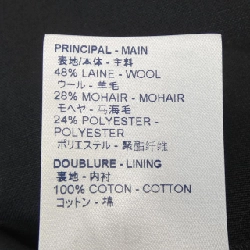 PRINCIPAL - MAIN
表地/本体 - 主料
48% LAINE - WOOL
ウール - 羊毛
28% MOHAIR - MOHAIR
モヘヤ - 马海毛
24% POLYESTER -
POLYESTER
ポリエステル - 聚酯纤维
DOUBLURE - LINING
裏地 - 内衬
100% COTON - COTTON
コットン - 棉